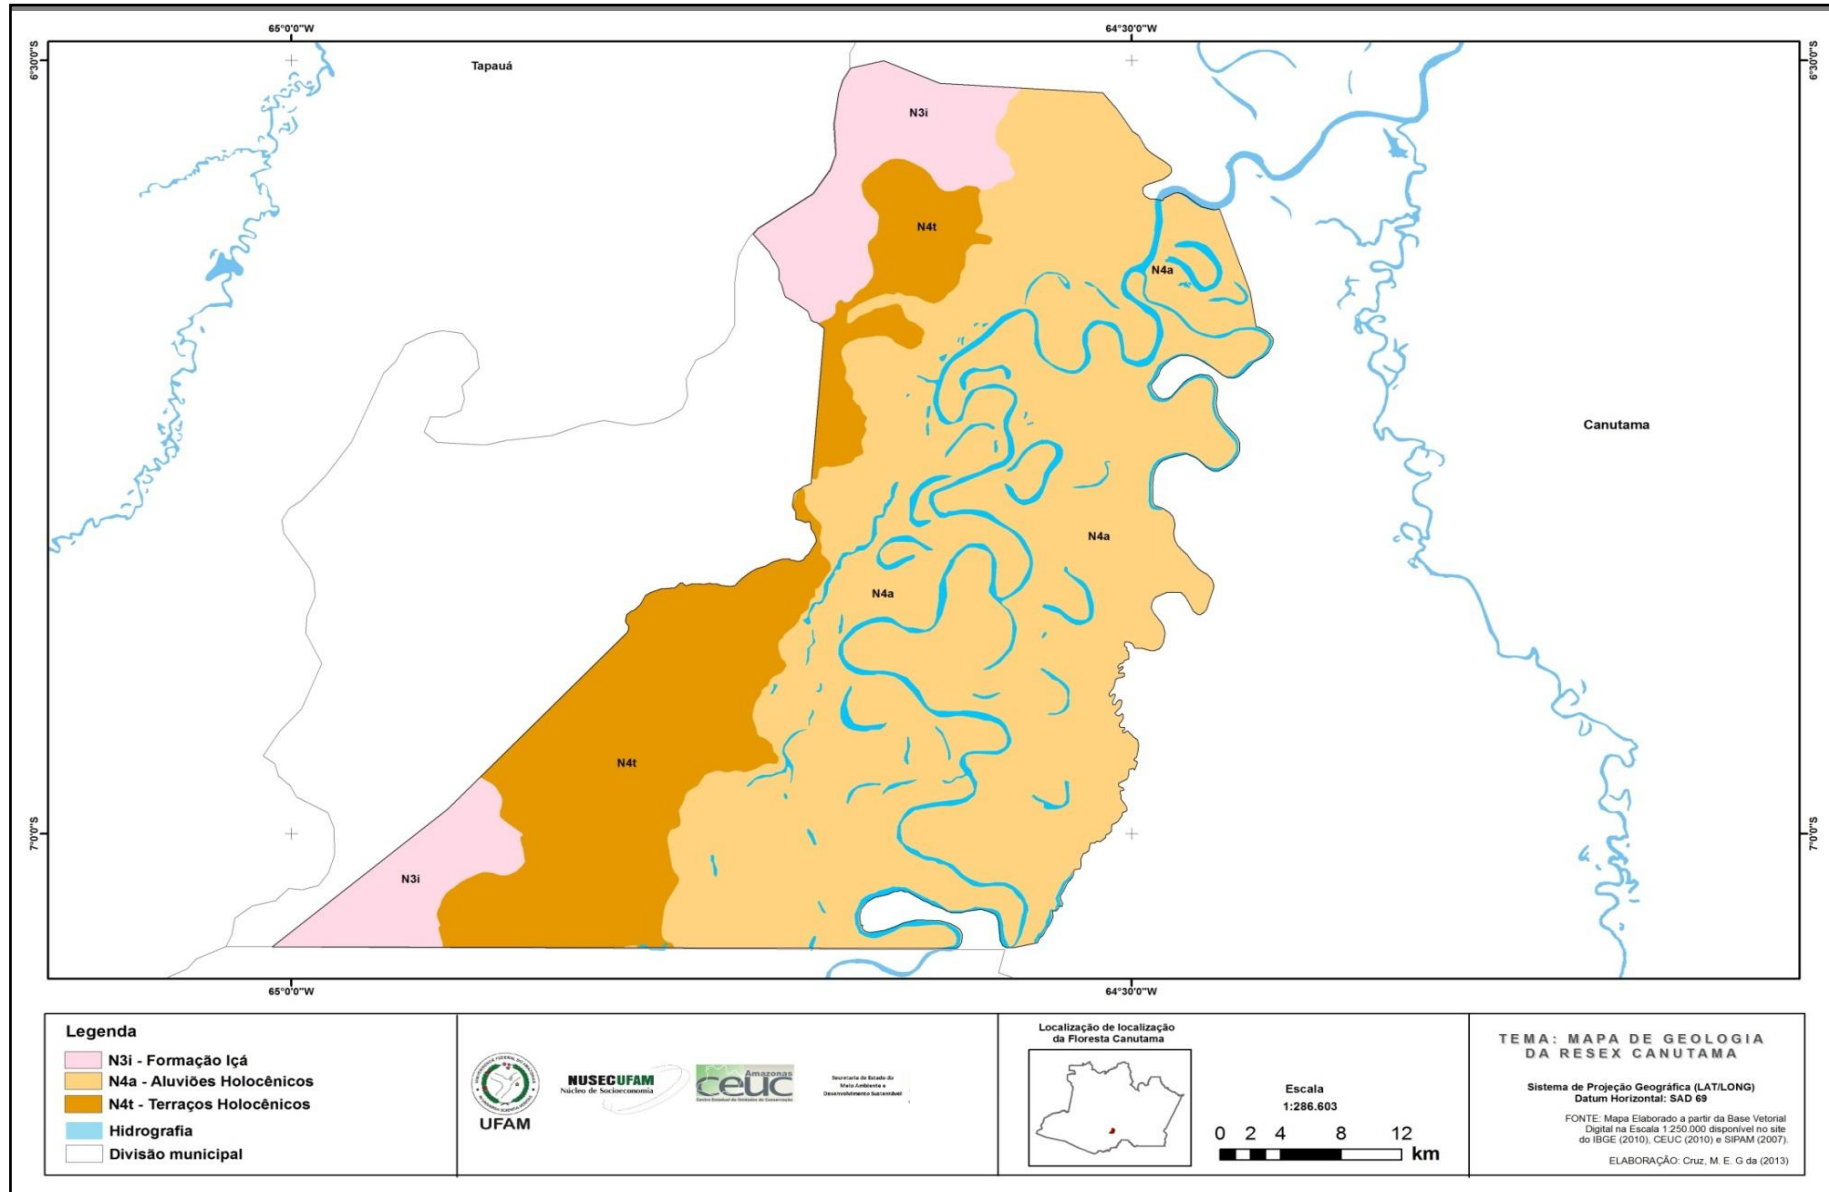 65°0'0"W
64°30'0"W
6°30'0"S
6°30'0"S
Tapauá
N3i
N4t
N4a
Canutama
N4a
N4a
N4t
7°0'0"S
7°0'0"S
N3i
65°0'0"W
64°30'0"W
Legenda
N3i - Formação Içá
N4a - Aluviões Holocênicos
N4t - Terraços Holocênicos
Hidrografia
Divisão municipal
UFAM
NUSECUFAM
Núcleo de Socioeconomia
Amazonas
ceuc
Centro Estadual de Unidades de Conservação
Secretaria de Estado do
Meio Ambiente e
Desenvolvimento Sustentável
Localização de localização
da Floresta Canutama
Escala
1:286.603
0 2 4 8 12
km
TEMA: MAPA DE GEOLOGIA
DA RESEX CANUTAMA
Sistema de Projeção Geográfica (LAT/LONG)
Datum Horizontal: SAD 69
FONTE: Mapa Elaborado a partir da Base Vetorial
Digital na Escala 1:250.000 disponível no site
do IBGE (2010), CEUC (2010) e SIPAM (2007).
ELABORAÇÃO: Cruz, M. E. G da (2013)